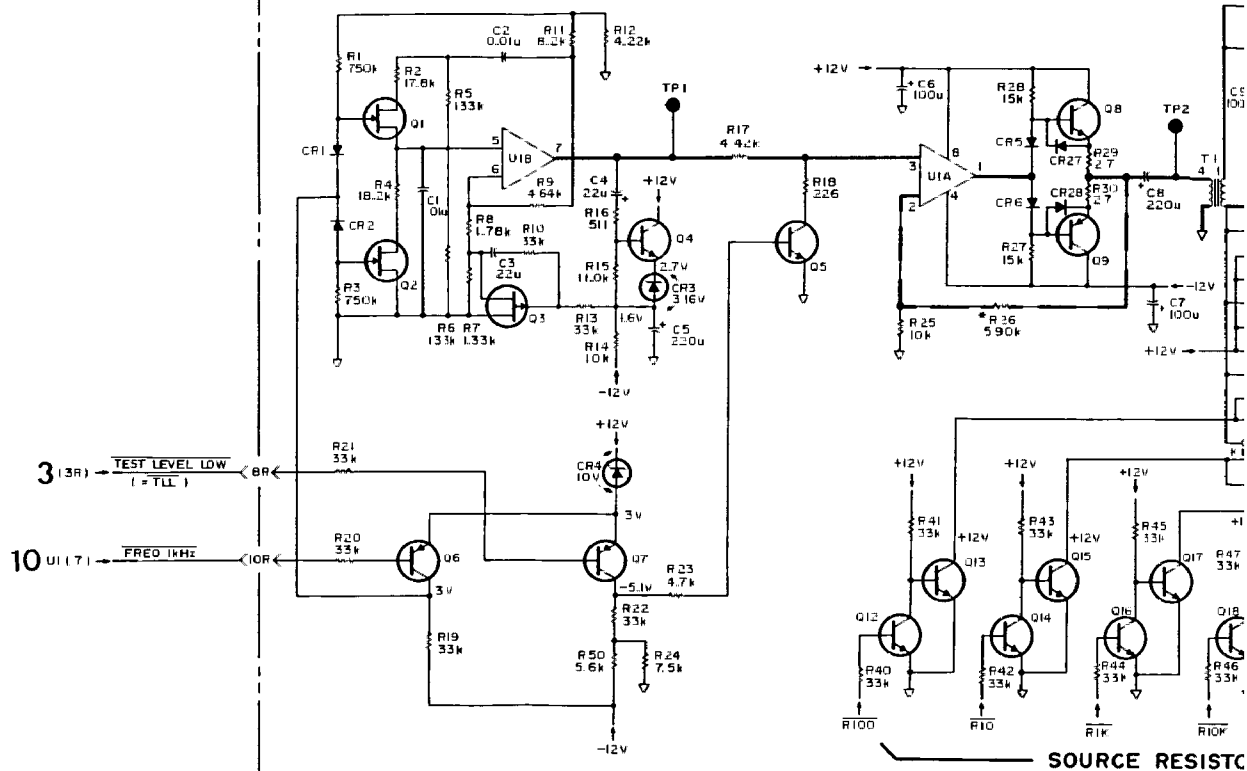 R1
750k
R2
17.8k
CR1
R4
18.2k
CR2
R3
750k
Q1
Q2
C1
.01u
R5
133k
C2
0.01u
R11
8.2k
R12
4.22k
5
6
7
U1B
R9
4.64k
R8
1.78k
R10
33k
C3
22u
Q3
R6
133k
R7
1.33k
R13
33k
TP1
C4
22u
+12V
R16
511
Q4
R15
11.0k
2.7V
CR3
3.16V
1.6V
C5
220u
R14
10k
-12V
R17
4.42k
R18
226
Q5
+12V
C6
100u
R28
15k
Q8
CR5
CR27
R29
2.7
TP2
3
2
8
4
1
U1A
CR28
R30
2.7
C8
220u
T1
4
C9
100
CR6
R27
15k
Q9
-12V
C7
100u
R26
5.90k
R25
10k
+12V
3 (3R)
TEST LEVEL LOW
(=TLL)
8R
R21
33k
10 U1(7)
FREQ 1kHz
10R
R20
33k
+12V
CR4
10V
3V
Q6
Q7
3V
-5.1V
R23
4.7k
R22
33k
R19
33k
R50
5.6k
R24
7.5k
-12V
+12V
R41
33k
+12V
Q13
Q12
R40
33k
R100
+12V
R43
33k
+12V
Q15
Q14
R42
33k
R10
+12V
R45
33k
Q17
Q16
R44
33k
R1K
+1
R47
33k
Q18
R46
33k
R10K
SOURCE RESISTO